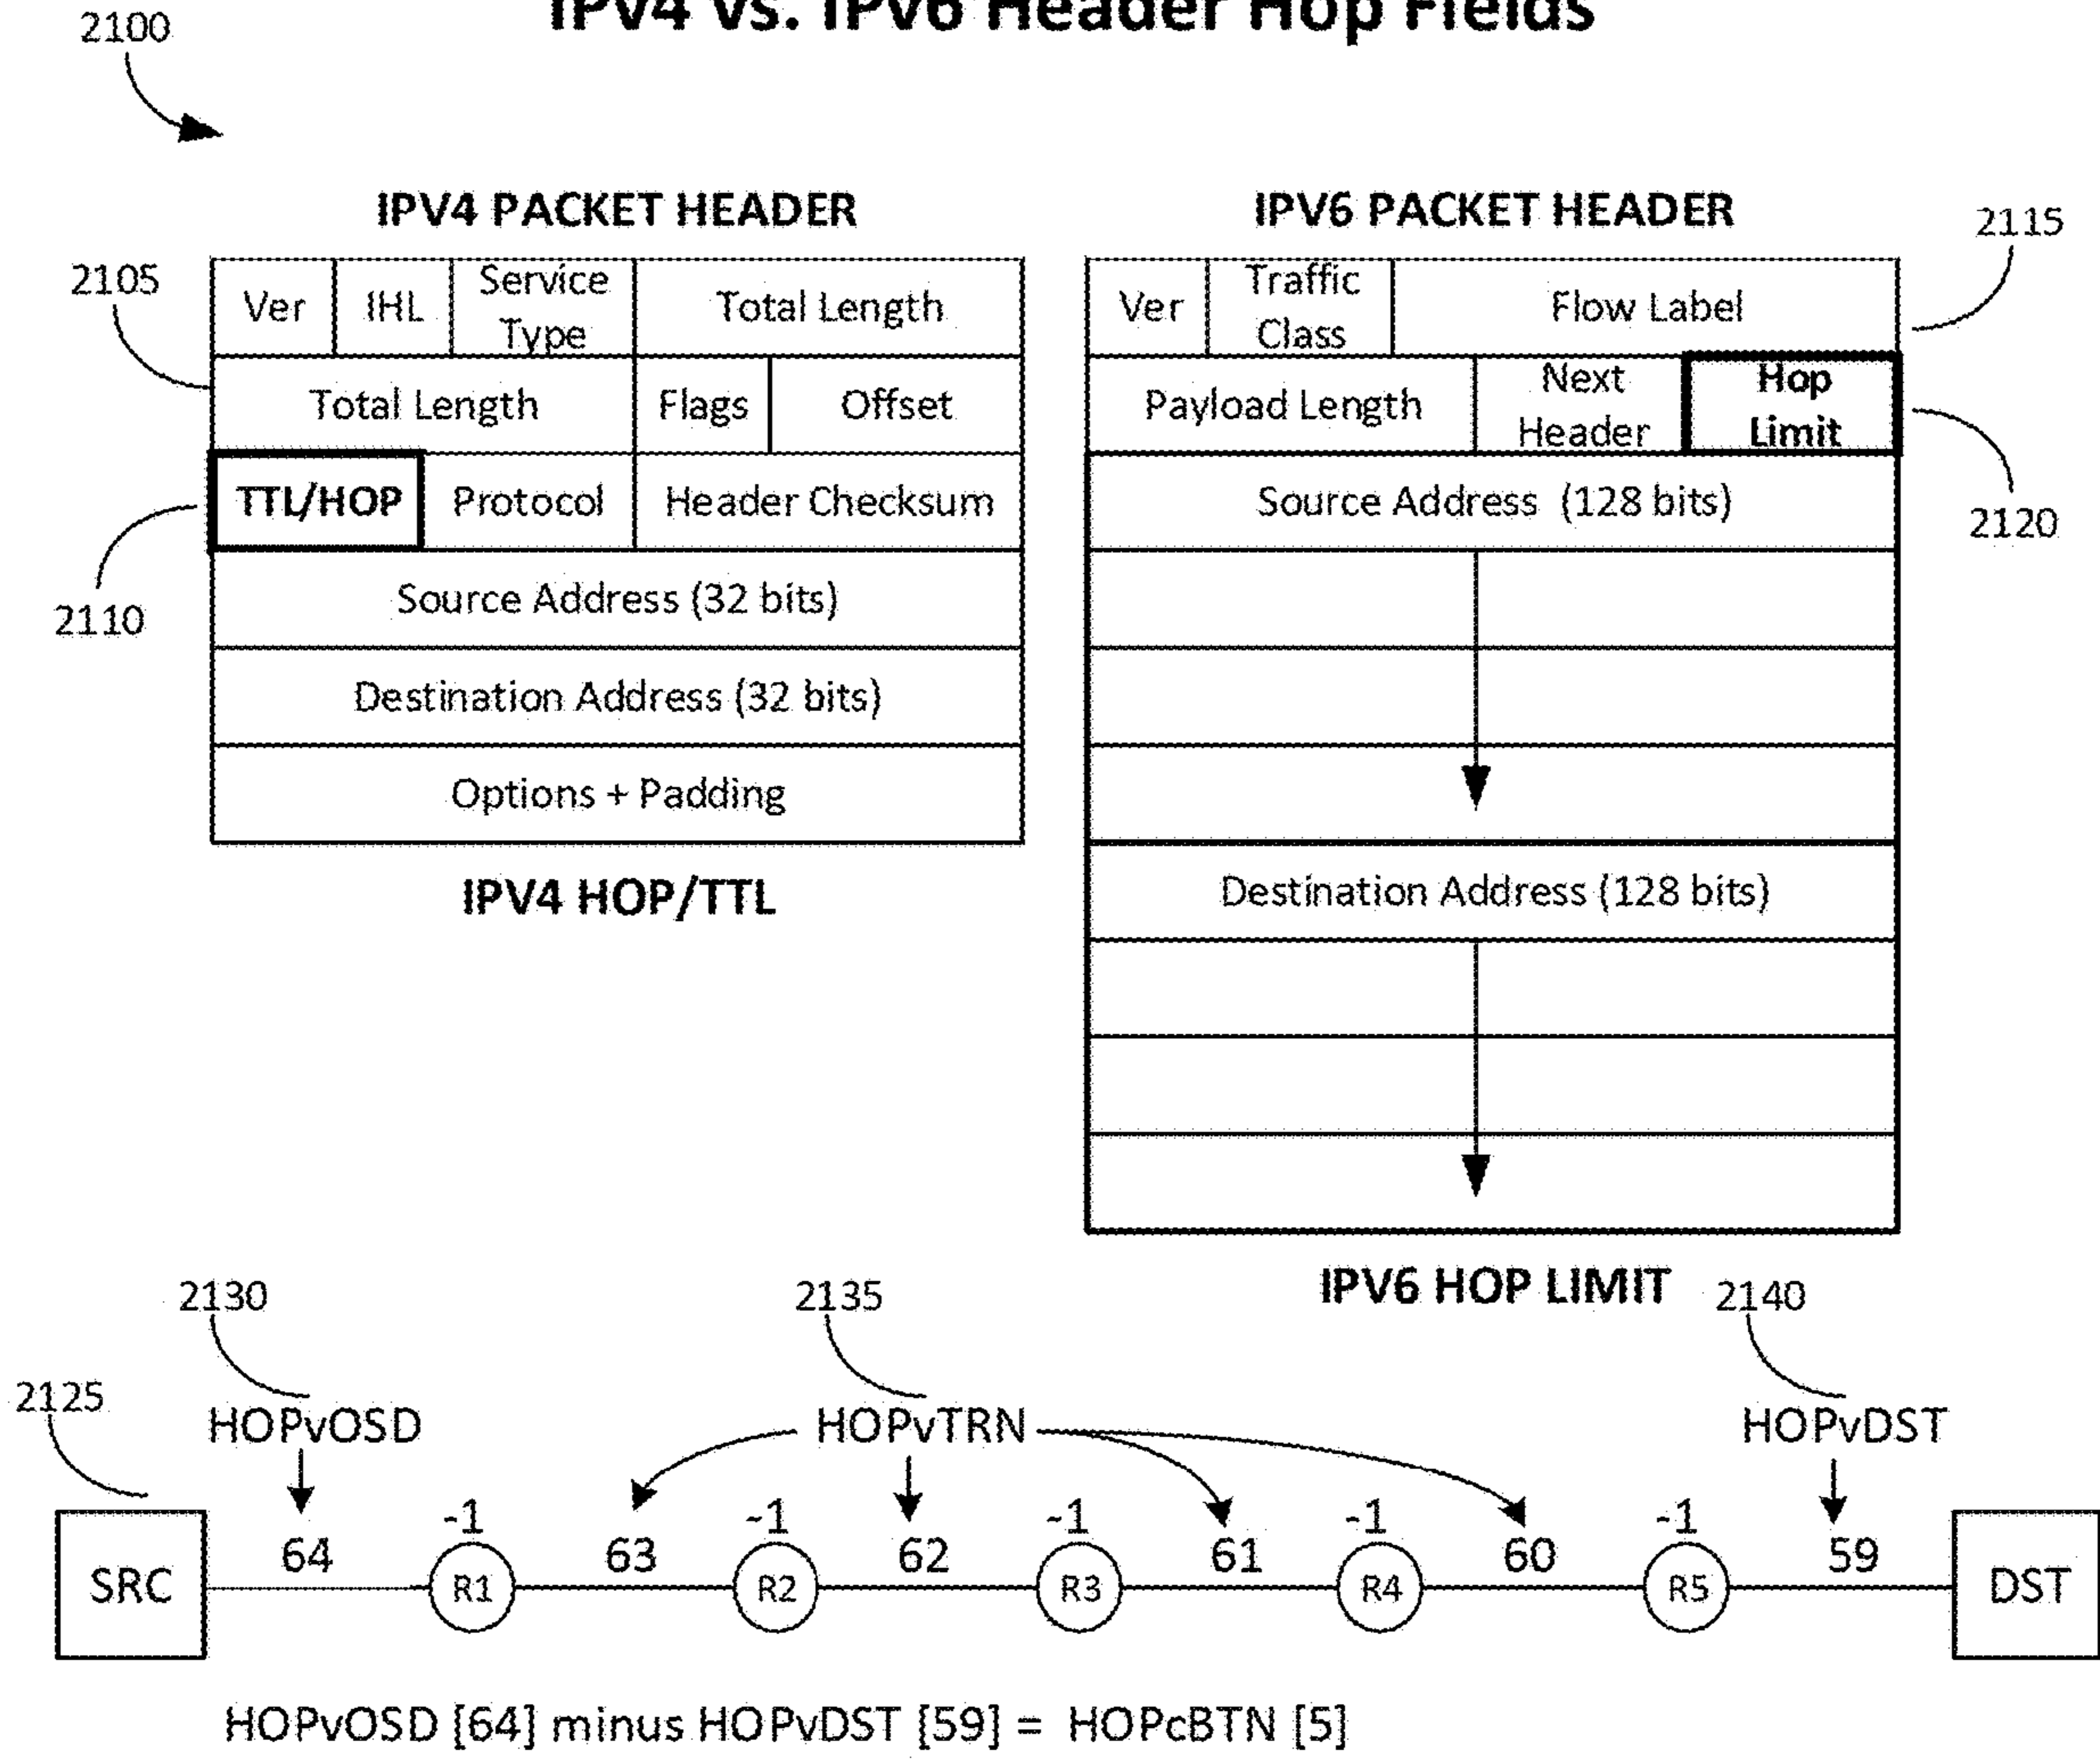 IPv4 vs. IPv6 Header Hop Fields
2100
IPV4 PACKET HEADER
2105
Ver
IHL
Service
Type
Total Length
Total Length
Flags
Offset
TTL/HOP
Protocol
Header Checksum
2110
Source Address (32 bits)
Destination Address (32 bits)
Options + Padding
IPV4 HOP/TTL
IPV6 PACKET HEADER
2115
Ver
Traffic
Class
Flow Label
Payload Length
Next
Header
Hop
Limit
2120
Source Address (128 bits)
Destination Address (128 bits)
IPV6 HOP LIMIT
2130
2135
2140
2125
HOPvOSD
HOPvTRN
HOPvDST
-1
-1
-1
-1
-1
64
63
62
61
60
59
SRC
R1
R2
R3
R4
R5
DST
HOPvOSD [64] minus HOPvDST [59] = HOPcBTN [5]